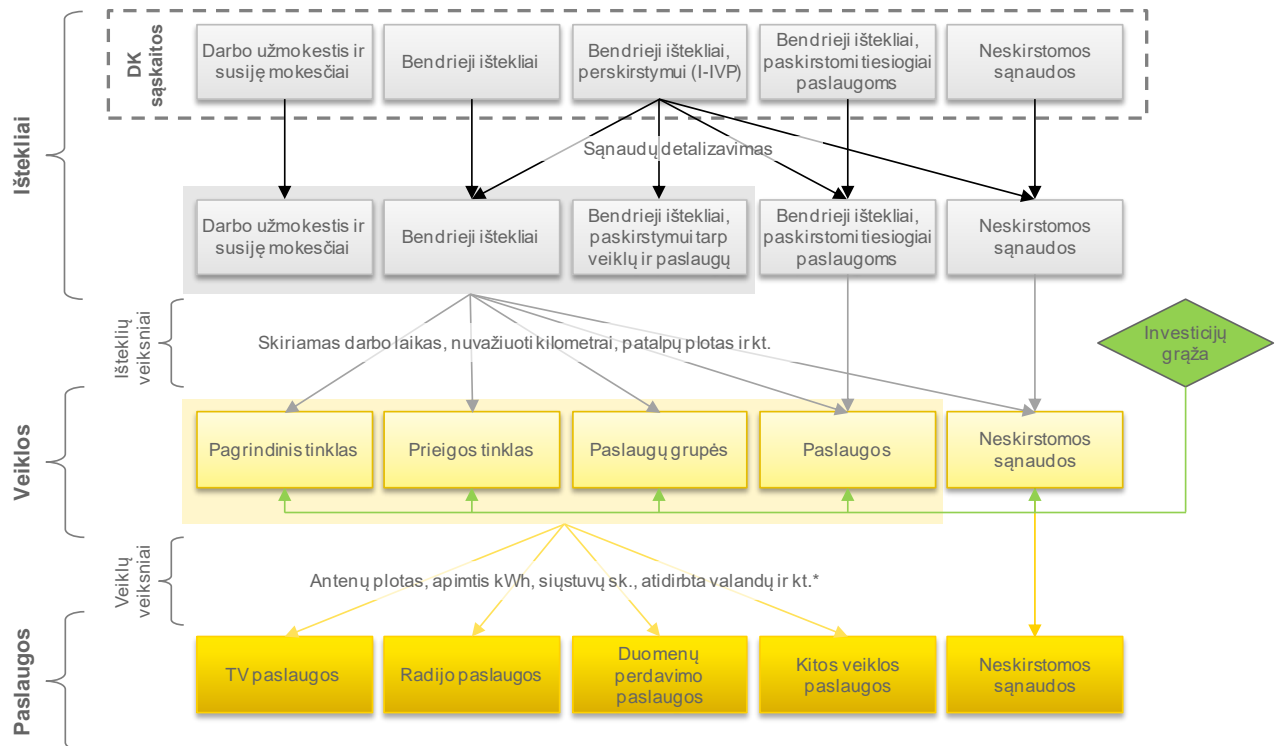 Ištekliai
DK
sąskaitos
Darbo užmokestis ir
susiję mokesčiai
Bendrieji ištekliai
Bendrieji ištekliai,
perskirstymui (I-IVP)
Bendrieji ištekliai,
paskirstomi tiesiogiai
paslaugoms
Neskirstomos
sąnaudos
Sąnaudų detalizavimas
Darbo užmokestis ir
susiję mokesčiai
Bendrieji ištekliai
Bendrieji ištekliai,
paskirstymui tarp
veiklų ir paslaugų
Bendrieji ištekliai,
paskirstomi tiesiogiai
paslaugoms
Neskirstomos
sąnaudos
Išteklių
veiksniai
Skiriamas darbo laikas, nuvažiuoti kilometrai, patalpų plotas ir kt.
Investicijų
grąža
Veiklos
Pagrindinis tinklas
Prieigos tinklas
Paslaugų grupės
Paslaugos
Neskirstomos
sąnaudos
Veiklų
veiksniai
Antenų plotas, apimtis kWh, siųstuvų sk., atidirbta valandų ir kt.*
Paslaugos
TV paslaugos
Radijo paslaugos
Duomenų
perdavimo
paslaugos
Kitos veiklos
paslaugos
Neskirstomos
sąnaudos